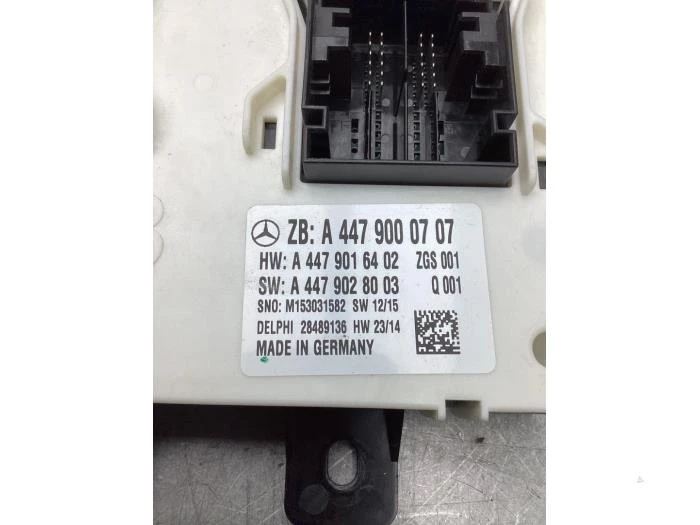 ZB: A 447 900 07 07
HW: A 447 901 64 02 ZGS 001
SW: A 447 902 80 03 Q 001
SNO: M153031582 SW 12/15
DELPHI 28489136 HW 23/14
MADE IN GERMANY